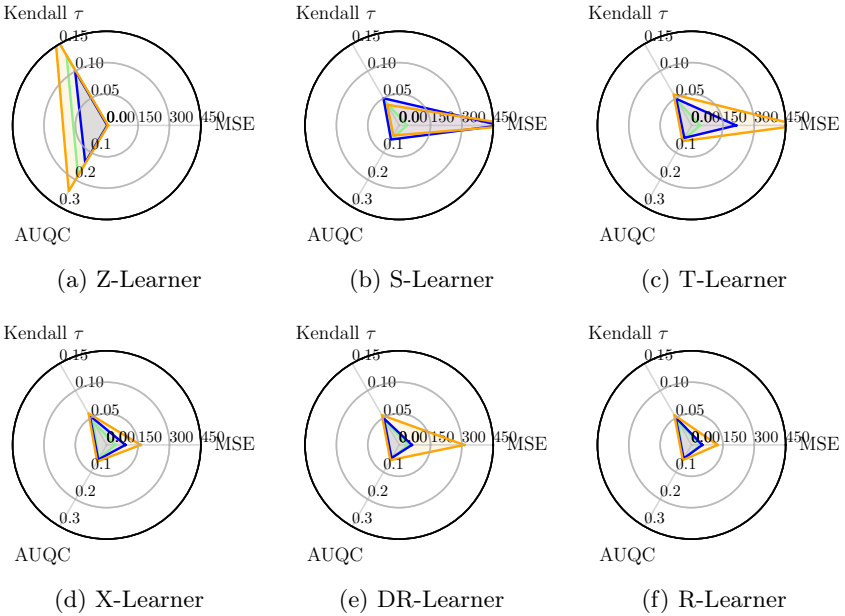 Kendall τ
Kendall τ
Kendall τ
0.15
0.15
0.15
0.10
0.10
0.10
0.05
0.05
0.05
0.00 150 300 450 MSE
0.00 150 300 450 MSE
0.00 150 300 450 MSE
0.1
0.1
0.1
0.2
0.2
0.2
0.3
0.3
0.3
AUQC
AUQC
AUQC
(a) Z-Learner
(b) S-Learner
(c) T-Learner
Kendall τ
Kendall τ
Kendall τ
0.15
0.15
0.15
0.10
0.10
0.10
0.05
0.05
0.05
0.00 150 300 450 MSE
0.00 150 300 450 MSE
0.00 150 300 450 MSE
0.1
0.1
0.1
0.2
0.2
0.2
0.3
0.3
0.3
AUQC
AUQC
AUQC
(d) X-Learner
(e) DR-Learner
(f) R-Learner